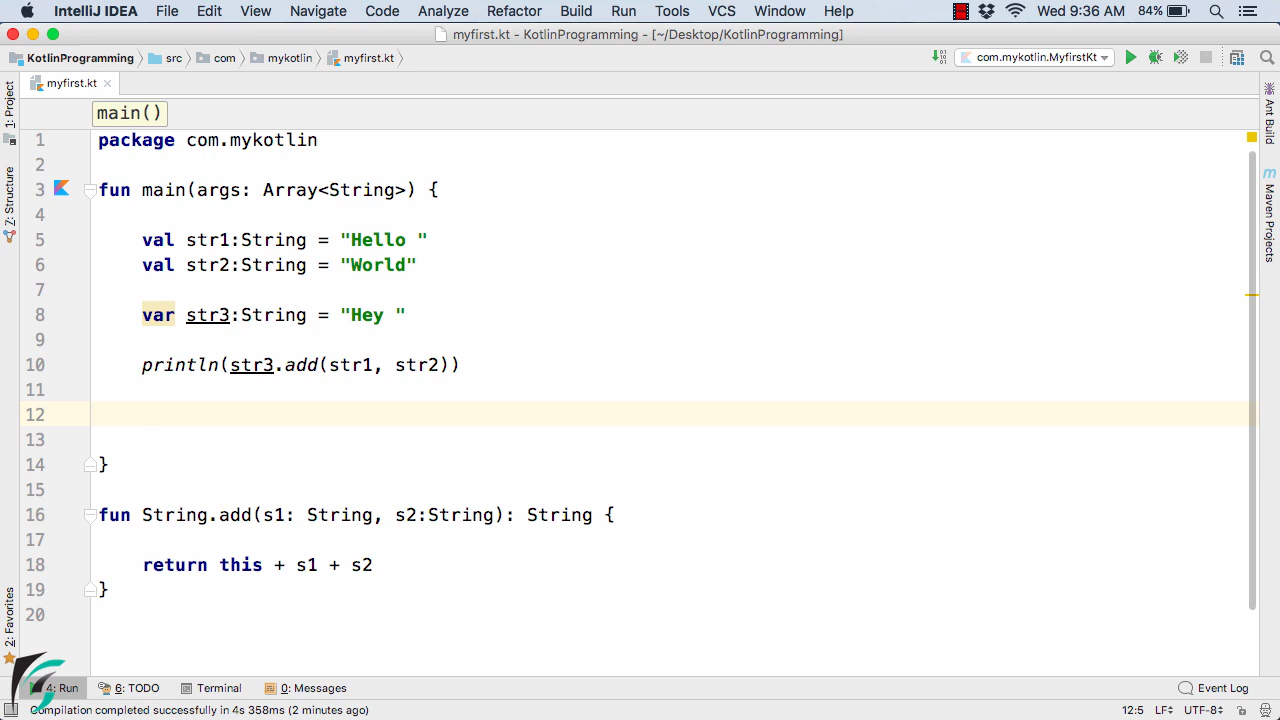 IntelliJ IDEA File Edit View Navigate Code Analyze Refactor Build Run Tools VCS Window Help Wed 9:36 AM 84%
myfirst.kt - KotlinProgramming - [~/Desktop/KotlinProgramming]
KotlinProgramming src com mykotlin myfirst.kt com.mykotlin.MyfirstKt
myfirst.kt
main()
1 package com.mykotlin
2
3 fun main(args: Array<String>) {
4
5 val str1:String = "Hello "
6 val str2:String = "World"
7
8 var str3:String = "Hey "
9
10 println(str3.add(str1, str2))
11
12
13
14 }
15
16 fun String.add(s1: String, s2:String): String {
17
18 return this + s1 + s2
19 }
20
1: Project
7: Structure
2: Favorites
Ant Build
m
Maven Projects
4: Run 6: TODO Terminal 0: Messages Event Log
Compilation completed successfully in 4s 358ms (2 minutes ago) 12:5 LF UTF-8